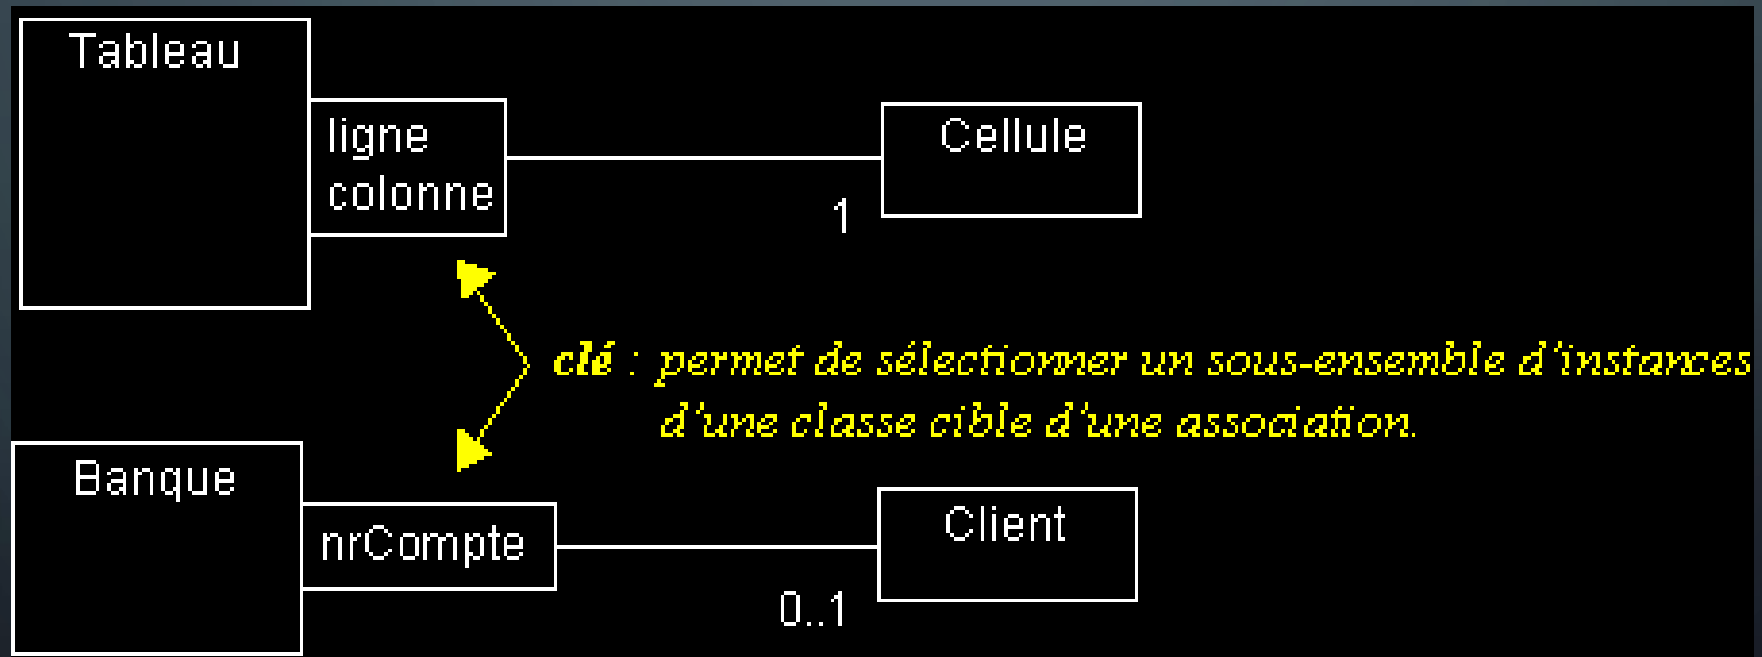 Tableau
ligne
colonne
Cellule
1
clé : permet de sélectionner un sous-ensemble d'instances
d'une classe cible d'une association.
Banque
nrCompte
Client
0..1